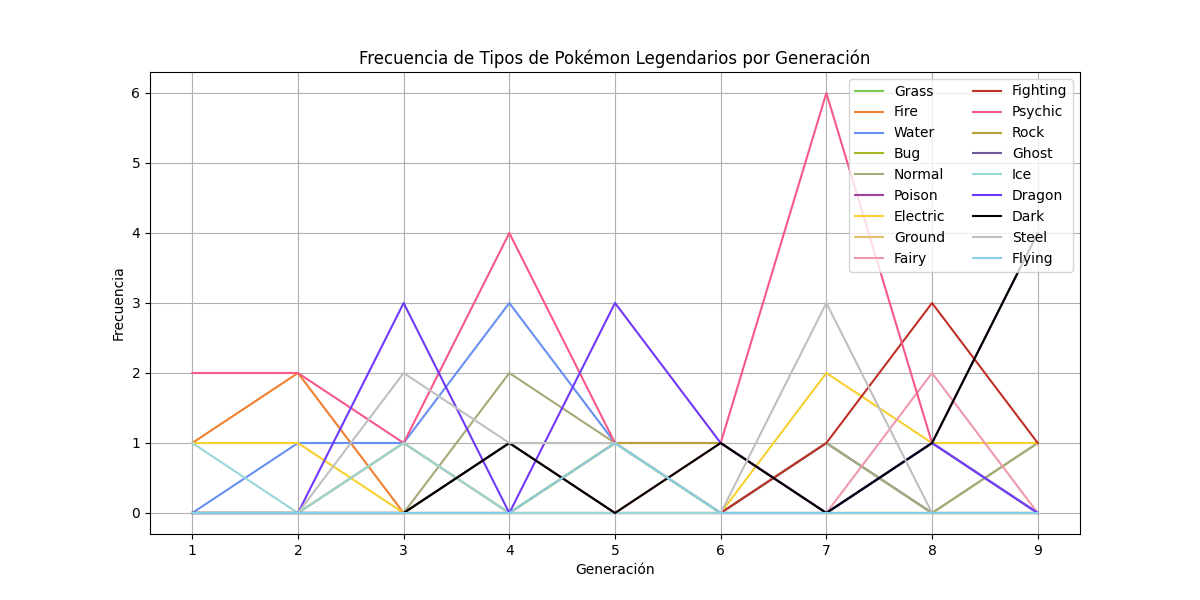 Frecuencia de Tipos de Pokémon Legendarios por Generación
Grass
Fire
Water
Bug
Normal
Poison
Electric
Ground
Fairy
Fighting
Psychic
Rock
Ghost
Ice
Dragon
Dark
Steel
Flying
Frecuencia
6
5
4
3
2
1
0
1 2 3 4 5 6 7 8 9
Generación